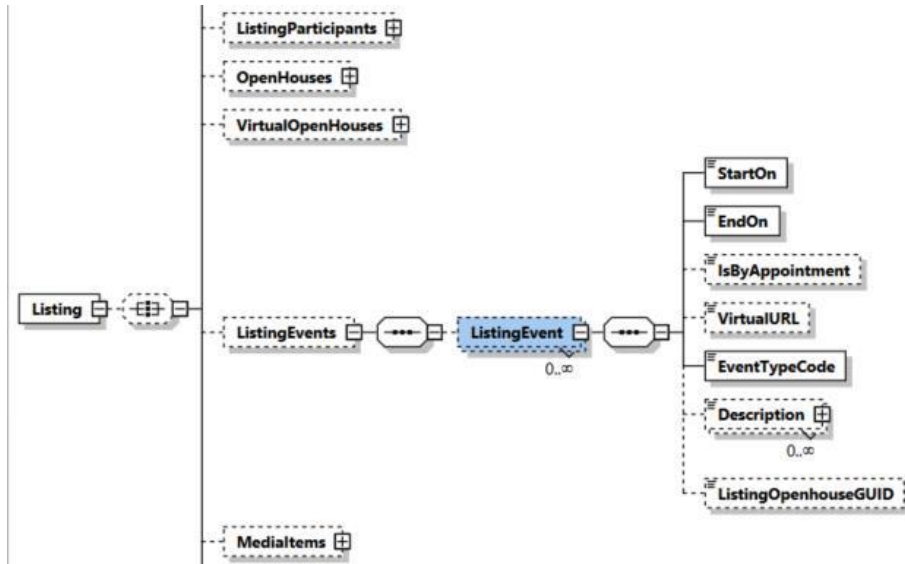 ListingParticipants
OpenHouses
VirtualOpenHouses
StartOn
EndOn
IsByAppointment
Listing
VirtualURL
ListingEvents
ListingEvent
0..∞
EventTypeCode
Description
0..∞
ListingOpenhouseGUID
MediaItems